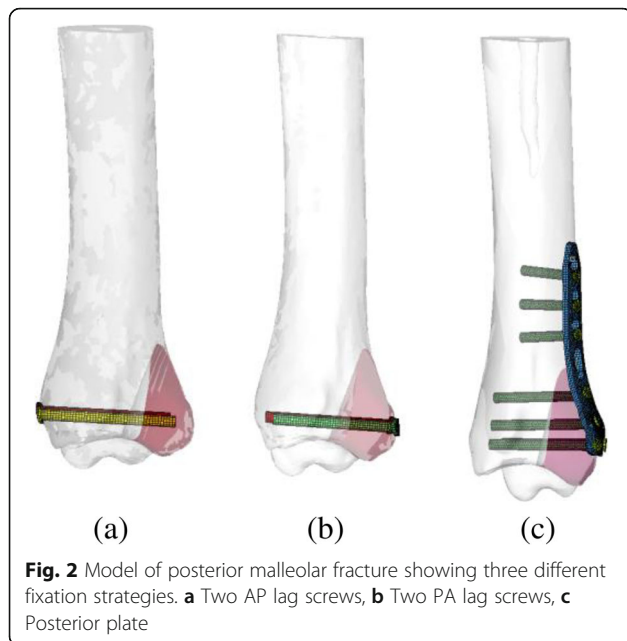 (a) (b) (c)
Fig. 2 Model of posterior malleolar fracture showing three different
fixation strategies. a Two AP lag screws, b Two PA lag screws, c
Posterior plate